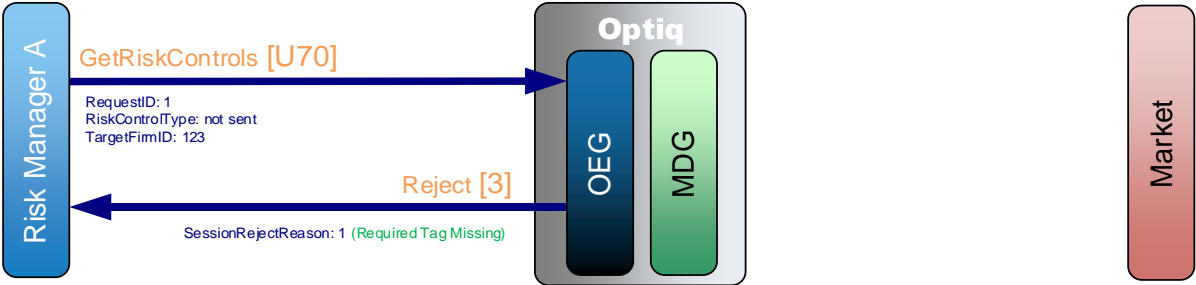 Risk Manager A
GetRiskControls [U70]
RequestID: 1
RiskControlType: not sent
TargetFirmID: 123
Reject [3]
SessionRejectReason: 1 (Required Tag Missing)
Optiq
OEG
MDG
Market